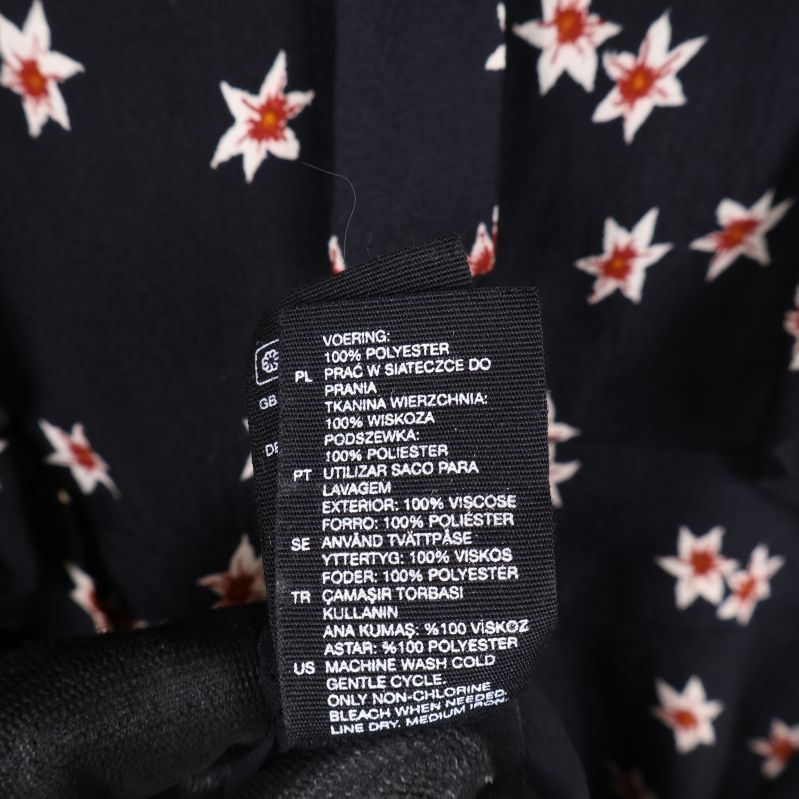 VOERING:
100% POLYESTER
PL PRAĆ W SIATECZCE DO
PRANIA
TKANINA WIERZCHNIA:
100% WISKOZA
PODSZEWKA:
100% POLIESTER
PT UTILIZAR SACO PARA
LAVAGEM
EXTERIOR: 100% VISCOSE
FORRO: 100% POLIÉSTER
SE ANVÄND TVÄTTPÅSE
YTTERTYG: 100% VISKOS
FODER: 100% POLYESTER
TR ÇAMAŞIR TORBASI
KULLANIN
ANA KUMAŞ: %100 VİSKOZ
ASTAR: %100 POLYESTER
US MACHINE WASH COLD
GENTLE CYCLE.
ONLY NON-CHLORINE
BLEACH WHEN NEEDED.
LINE DRY. MEDIUM IRON.
GB
DE